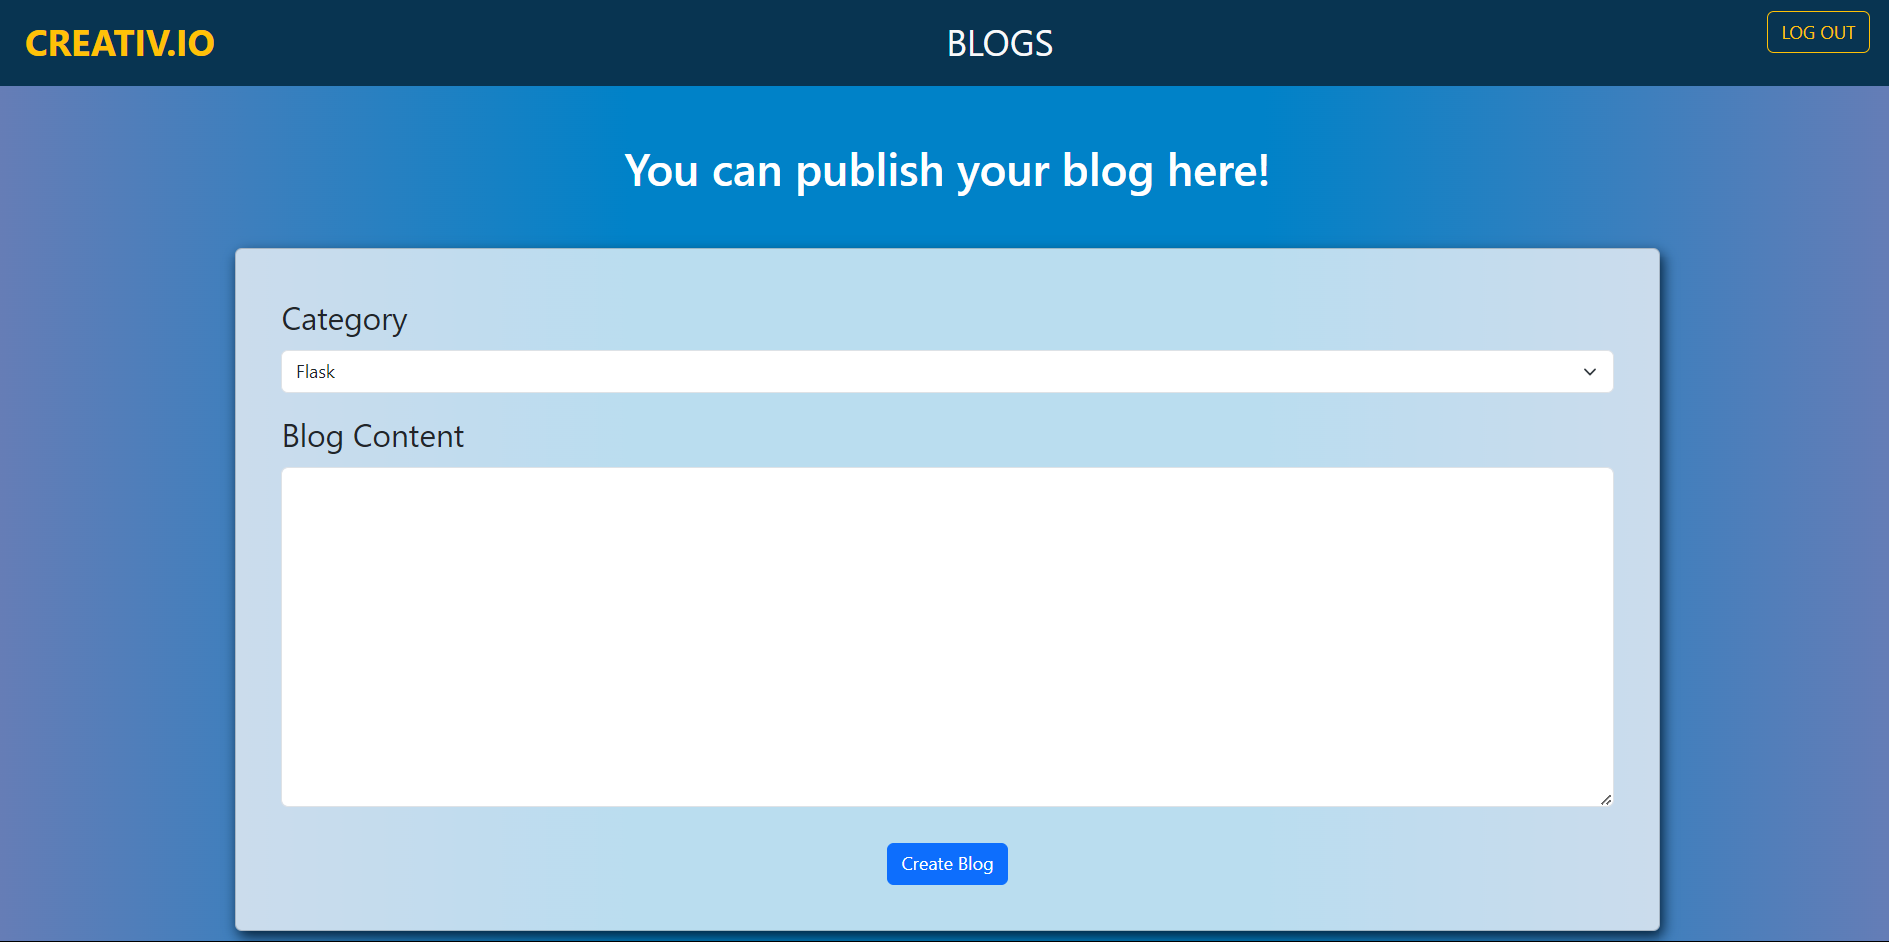 CREATIV.IO
BLOGS
LOG OUT
You can publish your blog here!
Category
Flask
Blog Content
Create Blog